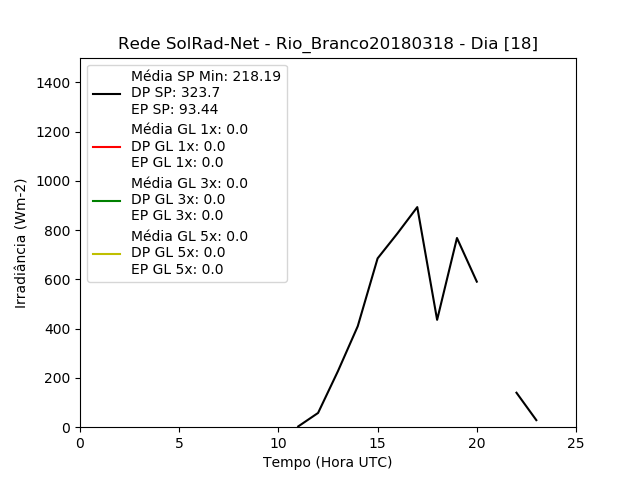 Rede SolRad-Net - Rio_Branco20180318 - Dia [18]
Média SP Min: 218.19
DP SP: 323.7
EP SP: 93.44
Média GL 1x: 0.0
DP GL 1x: 0.0
EP GL 1x: 0.0
Média GL 3x: 0.0
DP GL 3x: 0.0
EP GL 3x: 0.0
Média GL 5x: 0.0
DP GL 5x: 0.0
EP GL 5x: 0.0
Irradiância (Wm-2)
1400
1200
1000
800
600
400
200
0
0 5 10 15 20 25
Tempo (Hora UTC)